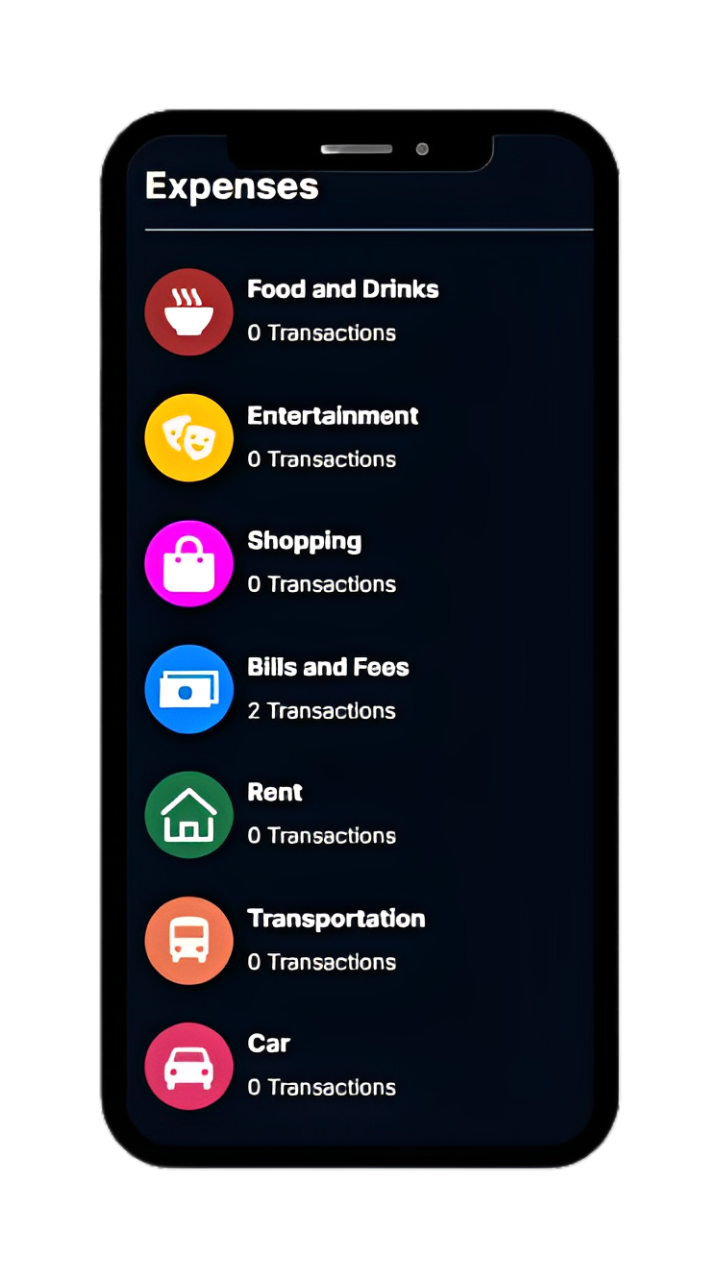 Expenses
Food and Drinks
0 Transactions
Entertainment
0 Transactions
Shopping
0 Transactions
Bills and Fees
2 Transactions
Rent
0 Transactions
Transportation
0 Transactions
Car
0 Transactions